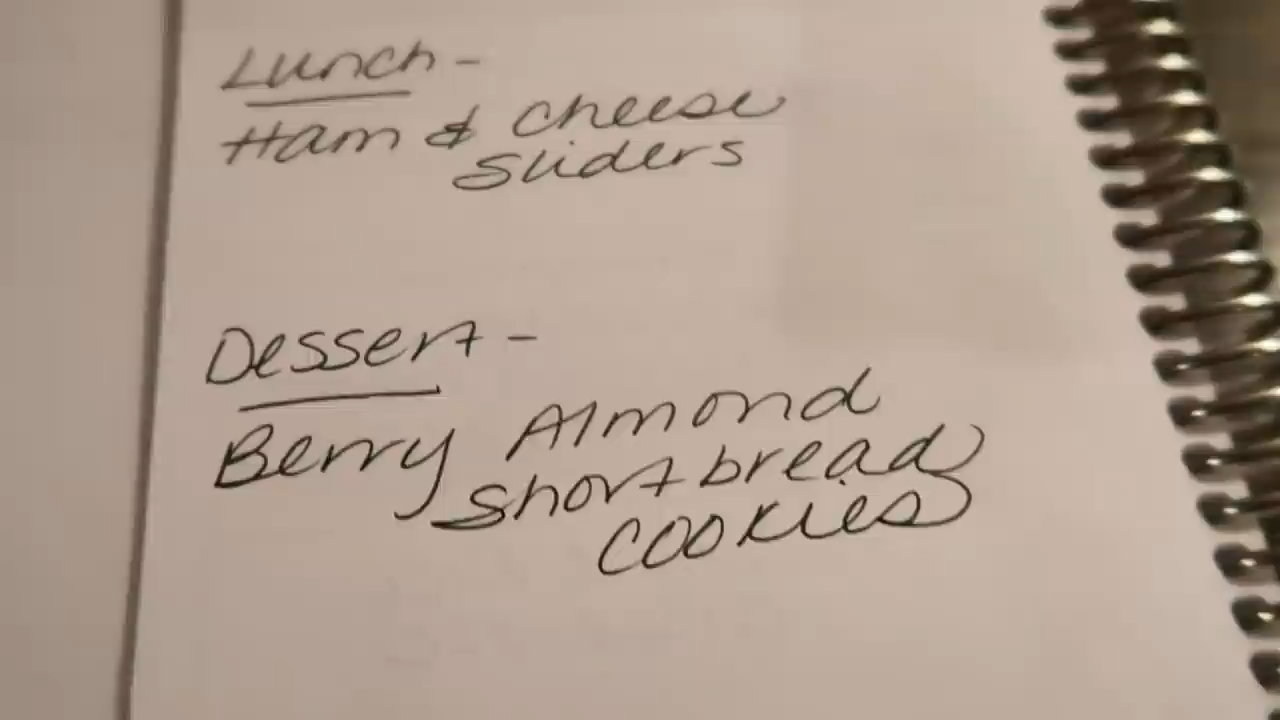 Lunch -
Ham & Cheese
Sliders
Dessert -
Berry Almond
Shortbread
Cookies